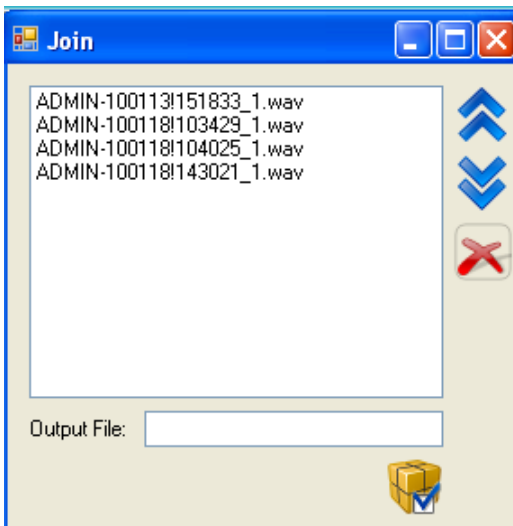 Join
ADMIN-100113!151833_1.wav
ADMIN-100118!103429_1.wav
ADMIN-100118!104025_1.wav
ADMIN-100118!143021_1.wav
Output File: